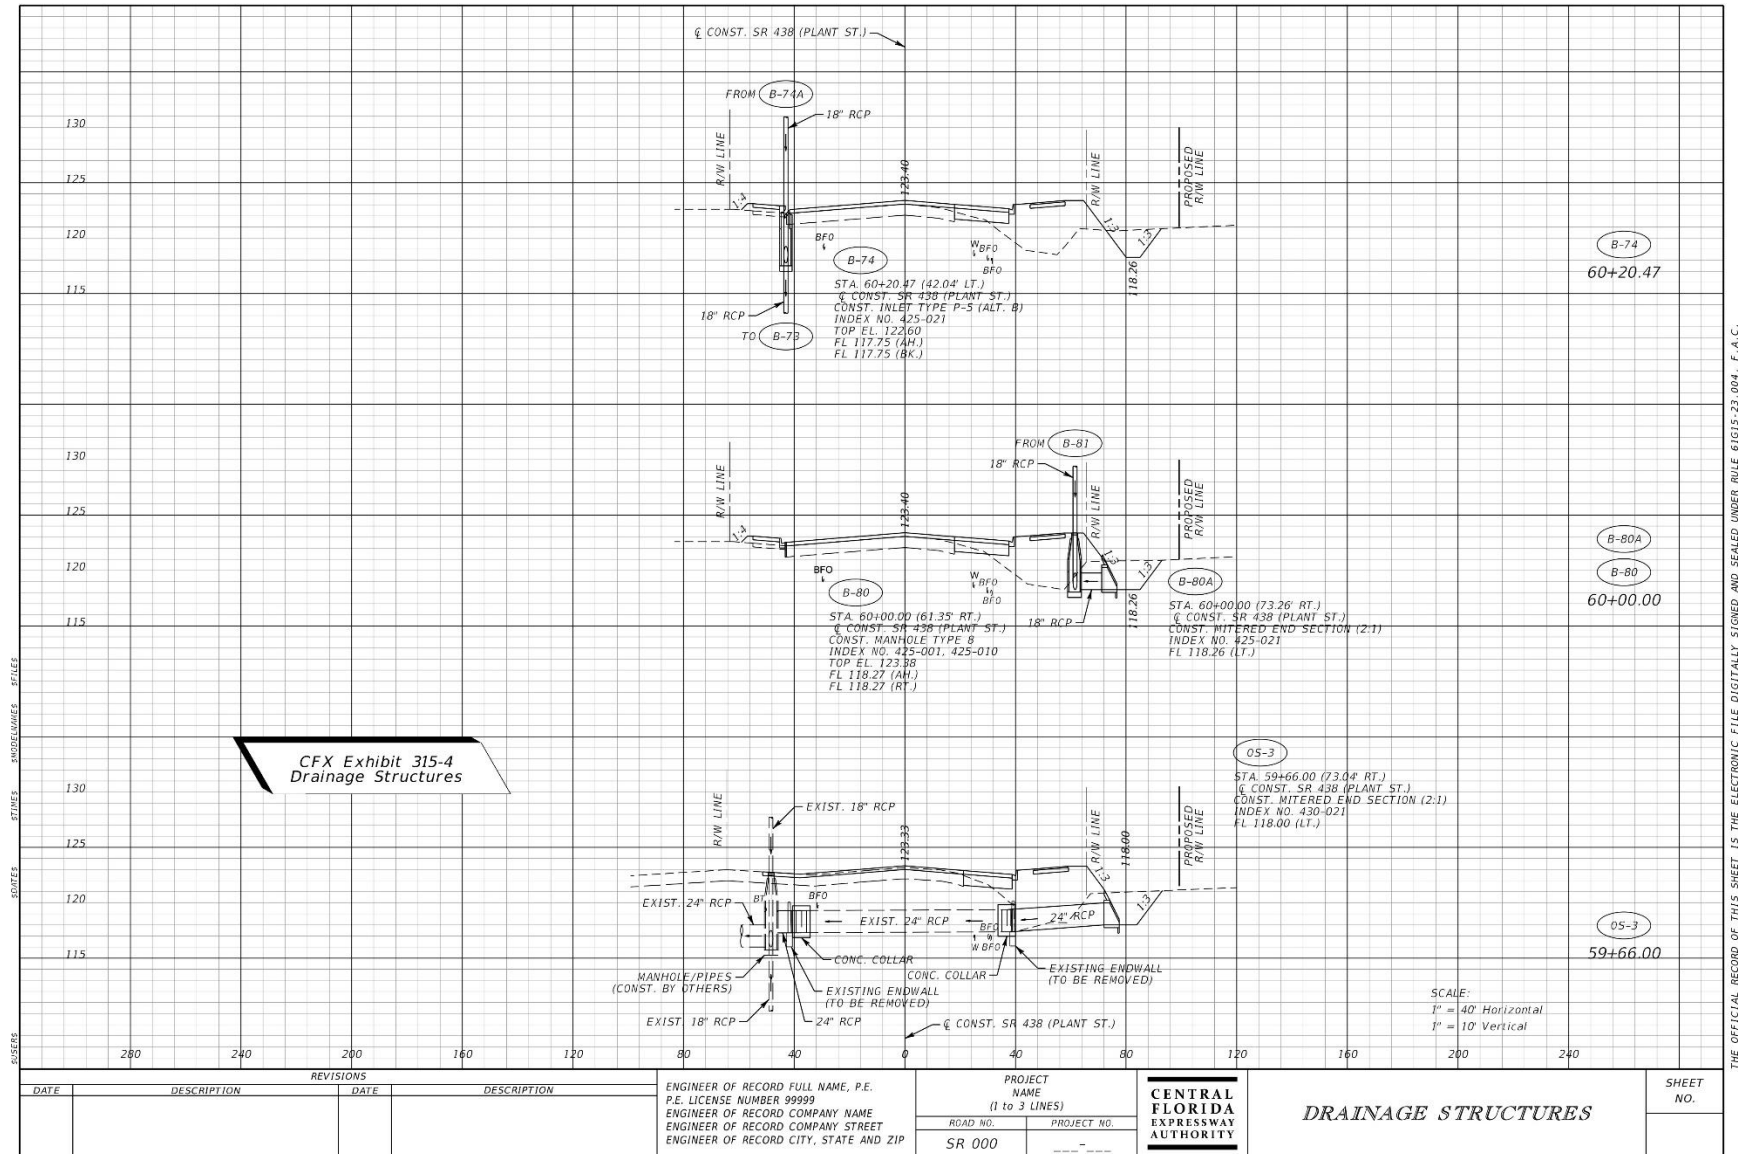 ℄ CONST. SR 438 (PLANT ST.)
FROM B-74A
18" RCP
130
125
120
115
R/W LINE
1:4
123.40
R/W LINE
PROPOSED
R/W LINE
1:3
1:3
118.26
BFO
W
BFO
BFO
B-74
STA. 60+20.47 (42.04' LT.)
℄ CONST. SR 438 (PLANT ST.)
CONST. INLET TYPE P-5 (ALT. B)
INDEX NO. 425-021
TOP EL. 122.60
FL 117.75 (AH.)
FL 117.75 (BK.)
18" RCP
TO B-73
B-74
60+20.47
FROM B-81
18" RCP
130
125
120
115
R/W LINE
1:4
123.40
R/W LINE
PROPOSED
R/W LINE
1:3
1:3
118.26
BFO
W
BFO
BFO
B-80
STA. 60+00.00 (61.35' RT.)
℄ CONST. SR 438 (PLANT ST.)
CONST. MANHOLE TYPE 8
INDEX NO. 425-001, 425-010
TOP EL. 123.38
FL 118.27 (AH.)
FL 118.27 (RT.)
18" RCP
B-80A
STA. 60+00.00 (73.26' RT.)
℄ CONST. SR 438 (PLANT ST.)
CONST. MITERED END SECTION (2:1)
INDEX NO. 425-021
FL 118.26 (LT.)
B-80A
B-80
60+00.00
CFX Exhibit 315-4
Drainage Structures
OS-3
STA. 59+66.00 (73.04' RT.)
℄ CONST. SR 438 (PLANT ST.)
CONST. MITERED END SECTION (2:1)
INDEX NO. 430-021
FL 118.00 (LT.)
130
125
120
115
R/W LINE
EXIST. 18" RCP
123.33
R/W LINE
118.00
PROPOSED
R/W LINE
1:3
1:3
EXIST. 24" RCP
BT
BFO
EXIST. 24" RCP
24" RCP
BFO
W BFO
CONC. COLLAR
CONC. COLLAR
MANHOLE/PIPES
(CONST. BY OTHERS)
EXISTING ENDWALL
(TO BE REMOVED)
EXISTING ENDWALL
(TO BE REMOVED)
EXIST. 18" RCP
24" RCP
℄ CONST. SR 438 (PLANT ST.)
OS-3
59+66.00
SCALE:
1" = 40' Horizontal
1" = 10' Vertical
280 240 200 160 120 80 40 0 40 80 120 160 200 240
REVISIONS
DATE DESCRIPTION DATE DESCRIPTION
ENGINEER OF RECORD FULL NAME, P.E.
P.E. LICENSE NUMBER 99999
ENGINEER OF RECORD COMPANY NAME
ENGINEER OF RECORD COMPANY STREET
ENGINEER OF RECORD CITY, STATE AND ZIP
PROJECT
NAME
(1 to 3 LINES)
ROAD NO. PROJECT NO.
SR 000 ___-___
CENTRAL
FLORIDA
EXPRESSWAY
AUTHORITY
DRAINAGE STRUCTURES
SHEET
NO.
THE OFFICIAL RECORD OF THIS SHEET IS THE ELECTRONIC FILE DIGITALLY SIGNED AND SEALED UNDER RULE 61G15-23.004, F.A.C.
$USER$ $DATE$ $TIME$ $MODELNAME$ $FILE$